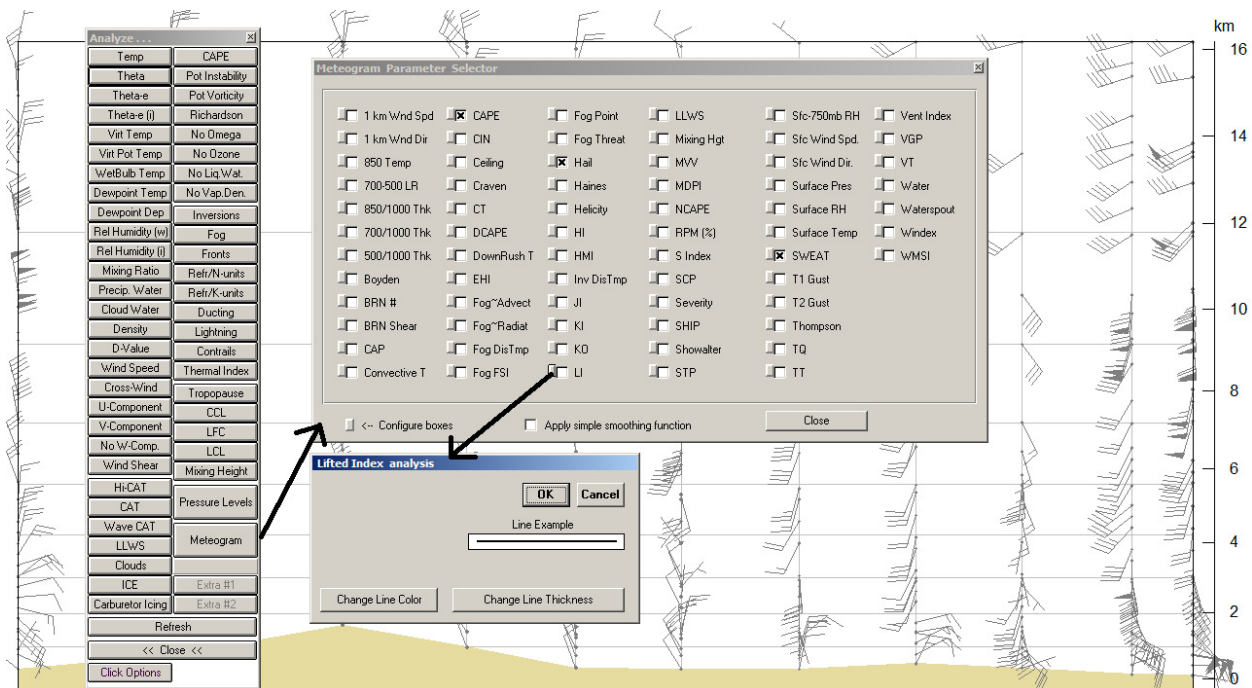 km
16
14
12
10
8
6
4
2
0
Analyze . . .
Temp
CAPE
Theta
Pot Instability
Theta-e
Pot Vorticity
Theta-e (i)
Richardson
Virt Temp
No Omega
Virt Pot Temp
No Ozone
WetBulb Temp
No Liq.Wat.
Dewpoint Temp
No Vap.Den.
Dewpoint Dep
Inversions
Rel Humidity (w)
Fog
Rel Humidity (i)
Fronts
Mixing Ratio
Refr/N-units
Precip. Water
Refr/K-units
Cloud Water
Ducting
Density
Lightning
D-Value
Contrails
Wind Speed
Thermal Index
Cross-Wind
Tropopause
U-Component
CCL
V-Component
LFC
No W-Comp.
LCL
Wind Shear
Mixing Height
Hi-CAT
Pressure Levels
CAT
Wave CAT
Meteogram
LLWS
Clouds
ICE
Extra #1
Carburetor Icing
Extra #2
Refresh
<< Close <<
Click Options
Meteogram Parameter Selector
1 km Wnd Spd
CAPE
Fog Point
LLWS
Sfc-750mb RH
Vent Index
1 km Wnd Dir
CIN
Fog Threat
Mixing Hgt
Sfc Wind Spd.
VGP
850 Temp
Ceiling
Hail
MVV
Sfc Wind Dir.
VT
700-500 LR
Craven
Haines
MDPI
Surface Pres
Water
850/1000 Thk
CT
Helicity
NCAPE
Surface RH
Waterspout
700/1000 Thk
DCAPE
HI
RPM (%)
Surface Temp
Windex
500/1000 Thk
DownRush T
HMI
S Index
SWEAT
WMSI
Boyden
EHI
Inv DisTmp
SCP
T1 Gust
BRN #
Fog~Advect
JI
Severity
T2 Gust
BRN Shear
Fog~Radiat
KI
SHIP
Thompson
CAP
Fog DisTmp
KO
Showalter
TQ
Convective T
Fog FSI
LI
STP
TT
<-- Configure boxes
Apply simple smoothing function
Close
Lifted Index analysis
OK
Cancel
Line Example
Change Line Color
Change Line Thickness